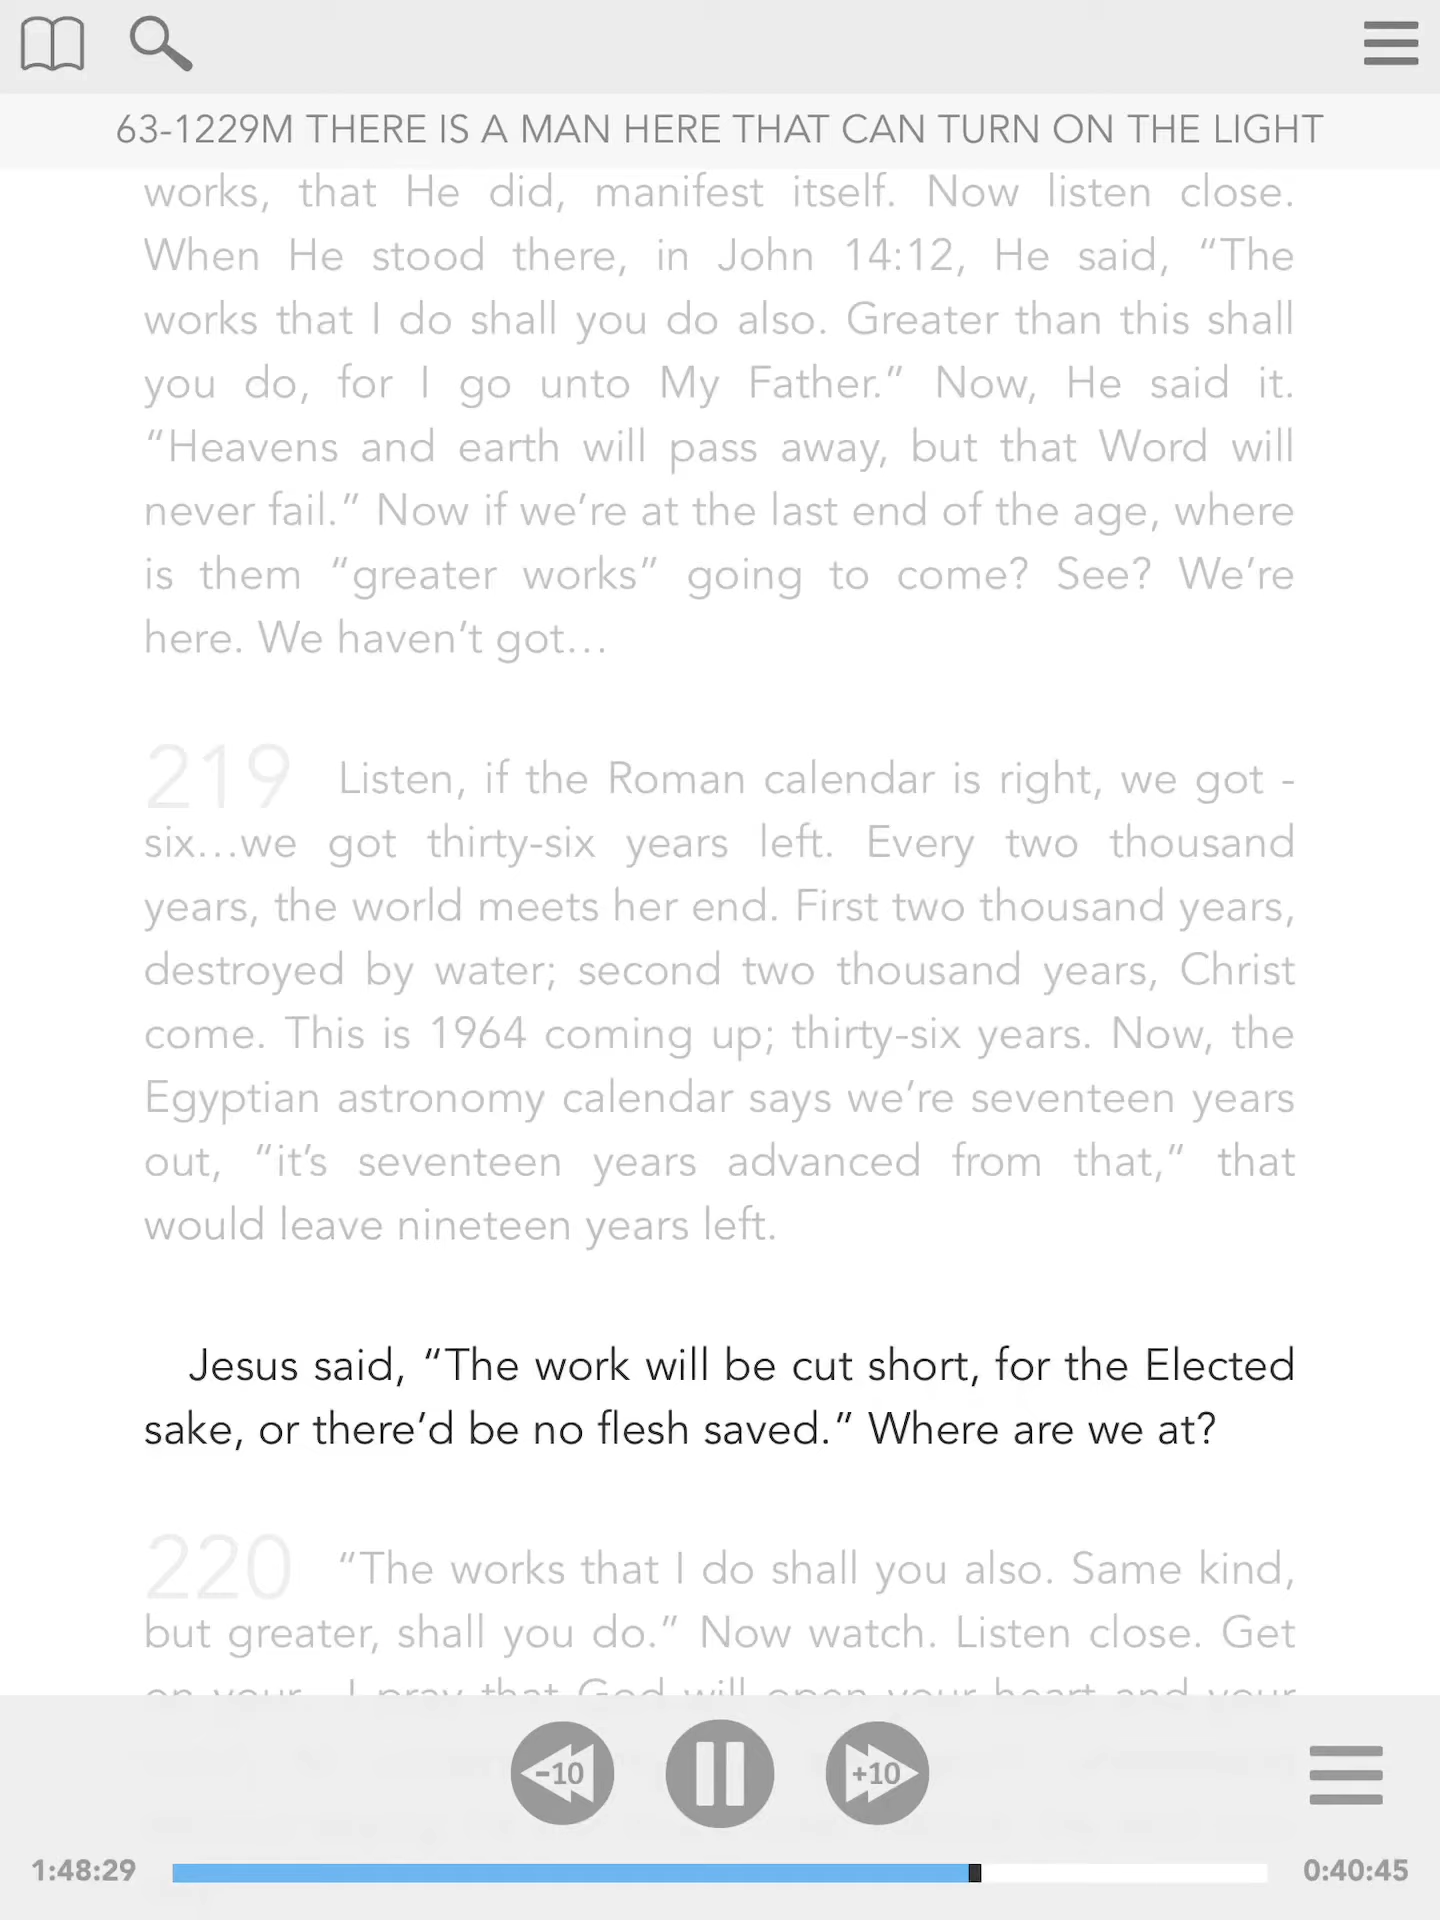 63-1229M THERE IS A MAN HERE THAT CAN TURN ON THE LIGHT
works, that He did, manifest itself. Now listen close.
When He stood there, in John 14:12, He said, “The
works that I do shall you do also. Greater than this shall
you do, for I go unto My Father.” Now, He said it.
“Heavens and earth will pass away, but that Word will
never fail.” Now if we’re at the last end of the age, where
is them “greater works” going to come? See? We’re
here. We haven’t got…
219 Listen, if the Roman calendar is right, we got -
six…we got thirty-six years left. Every two thousand
years, the world meets her end. First two thousand years,
destroyed by water; second two thousand years, Christ
come. This is 1964 coming up; thirty-six years. Now, the
Egyptian astronomy calendar says we’re seventeen years
out, “it’s seventeen years advanced from that,” that
would leave nineteen years left.
Jesus said, “The work will be cut short, for the Elected
sake, or there’d be no flesh saved.” Where are we at?
220 “The works that I do shall you also. Same kind,
but greater, shall you do.” Now watch. Listen close. Get
on your…I pray that God will open your heart and your
-10 +10
1:48:29 0:40:45